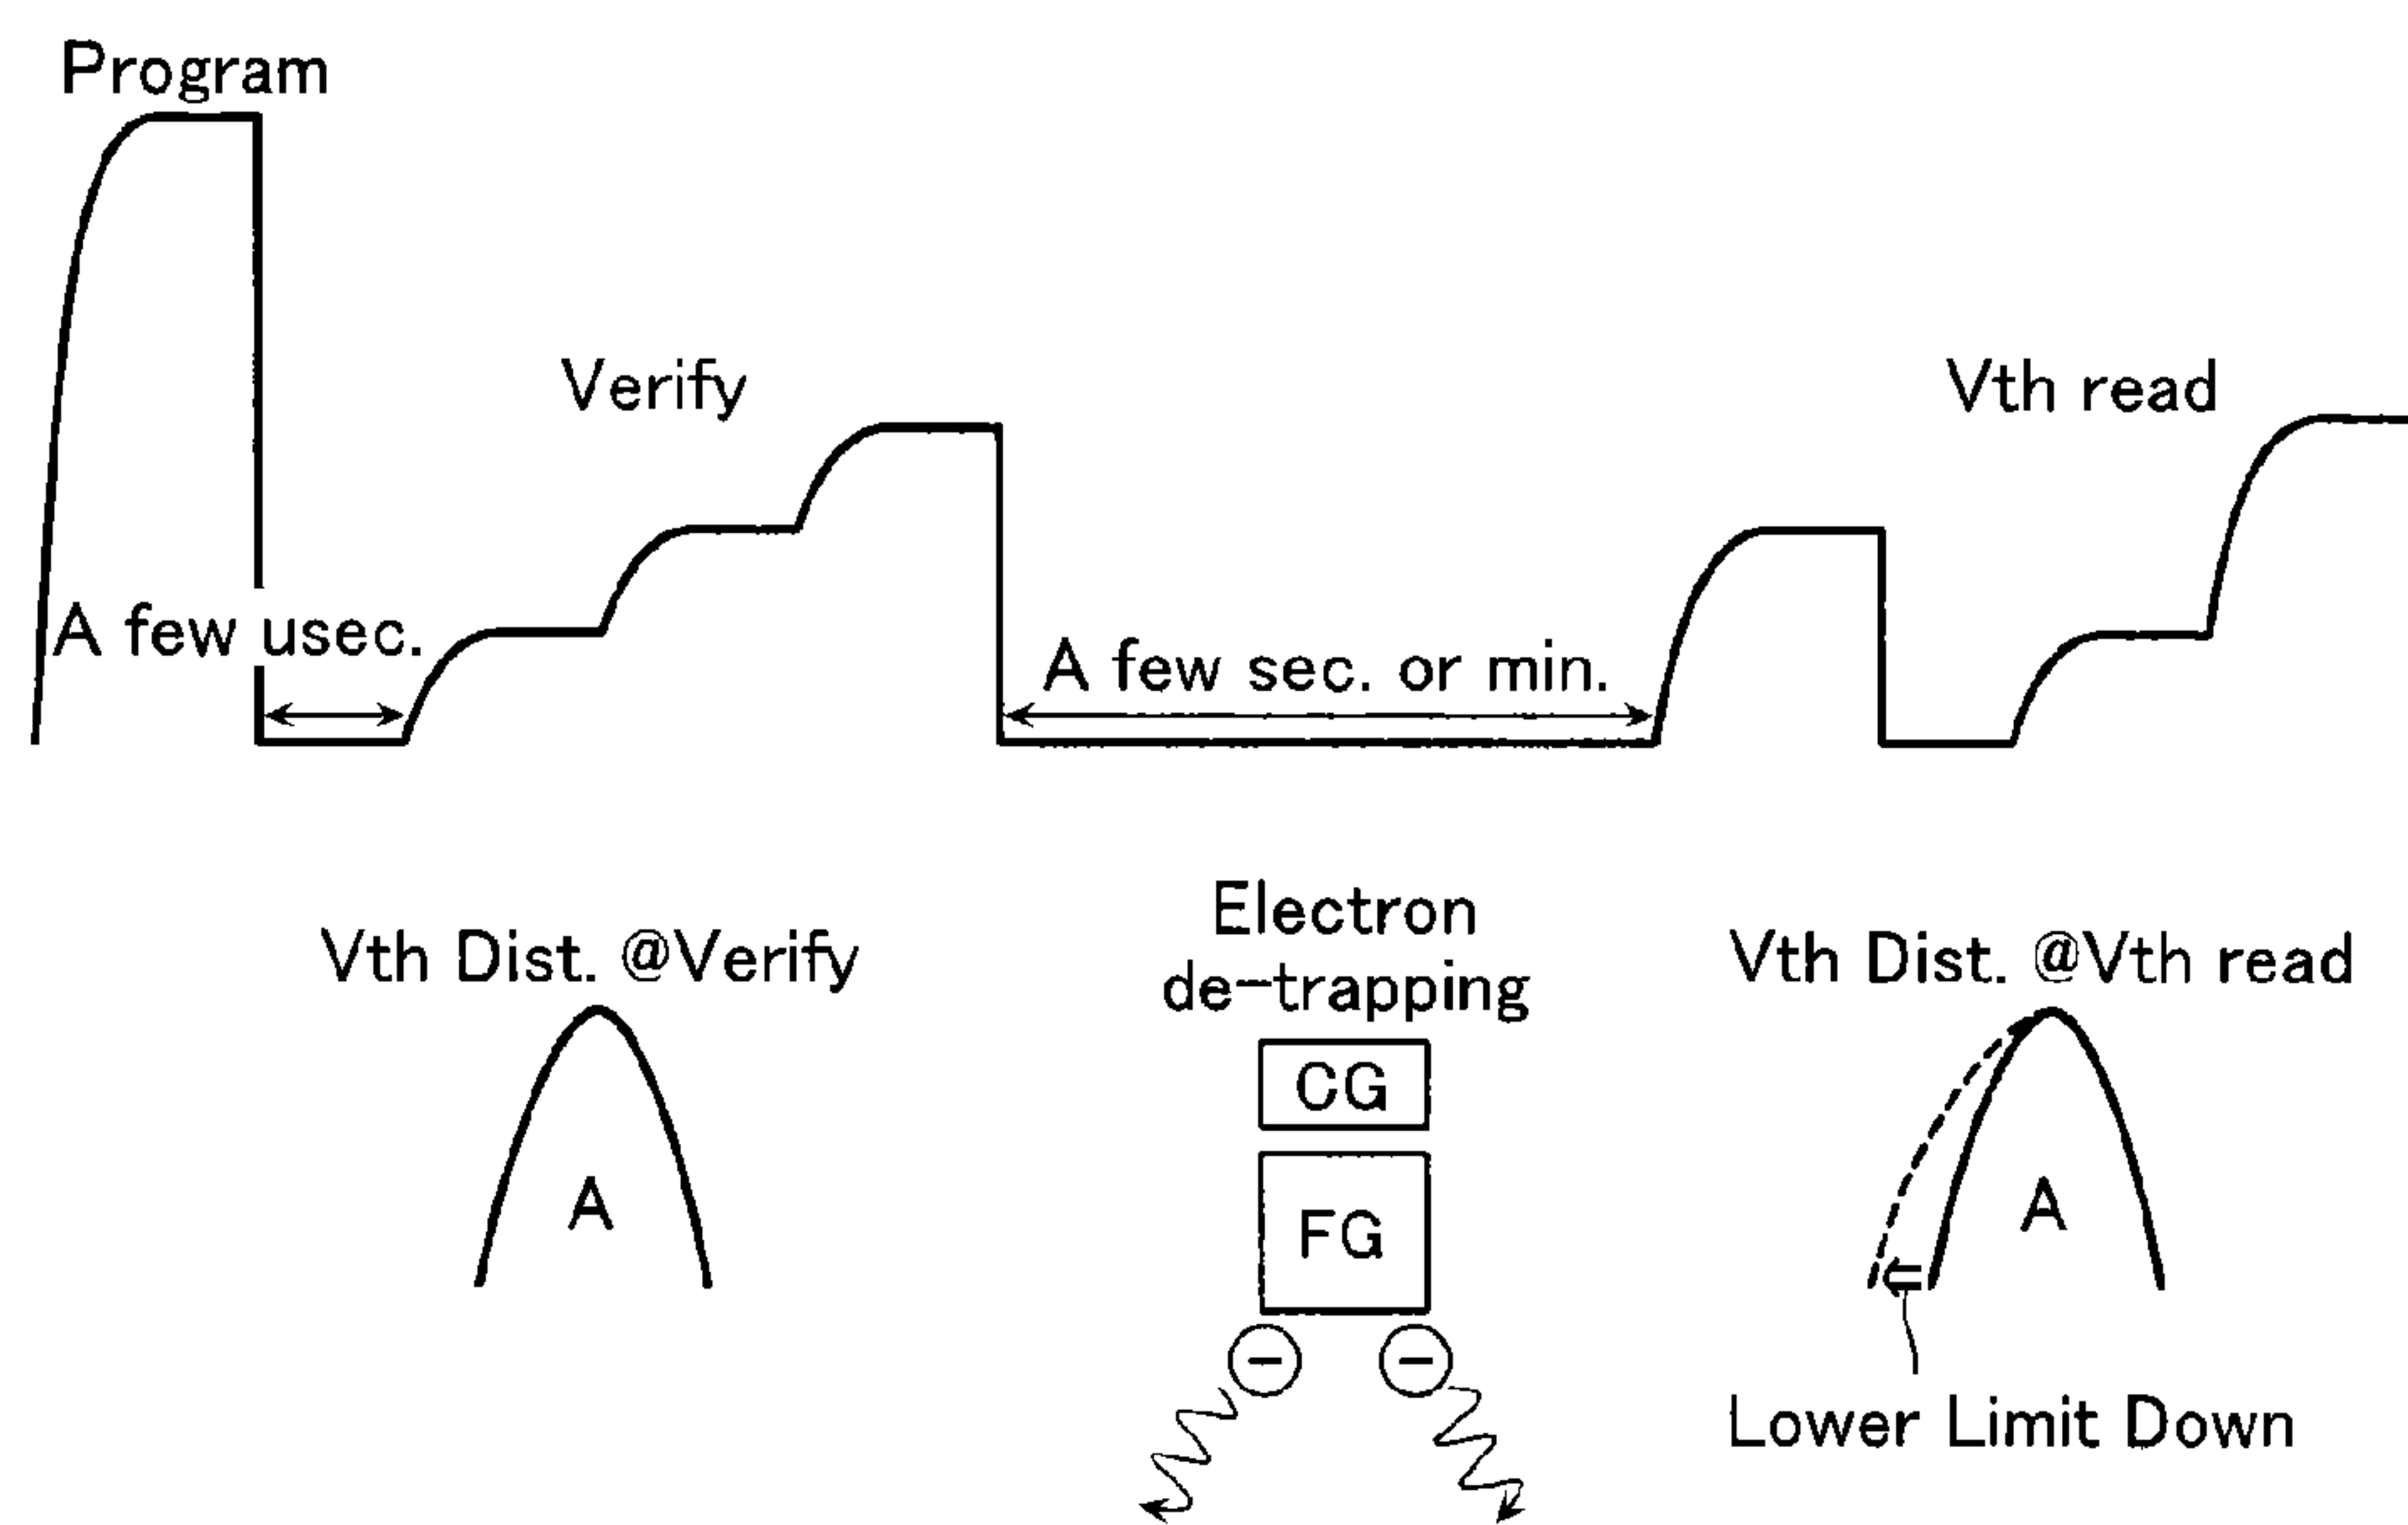 Program
Verify
Vth read
A few usec.
A few sec. or min.
Vth Dist. @Verify
Electron
de-trapping
Vth Dist. @Vth read
CG
A
FG
A
−
−
Lower Limit Down